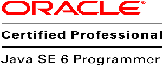 ORACLE
Certified Professional
Java SE 6 Programmer